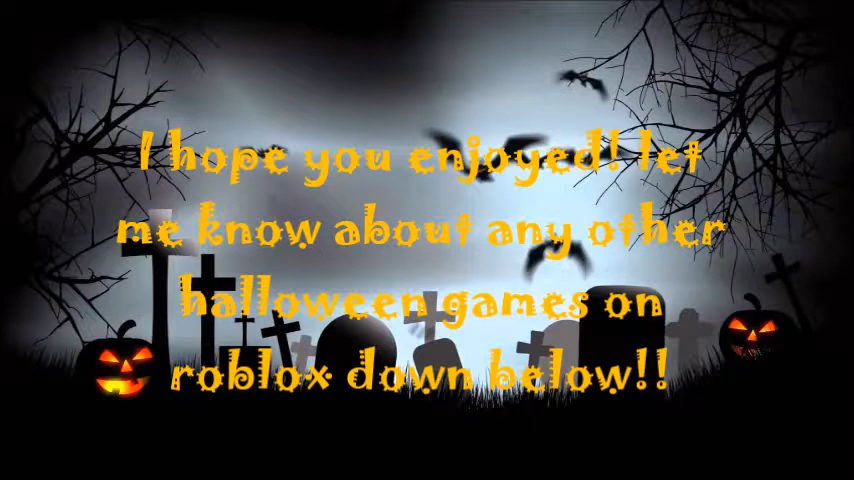 I hope you enjoyed! let
me know about any other
halloween games on
roblox down below!!